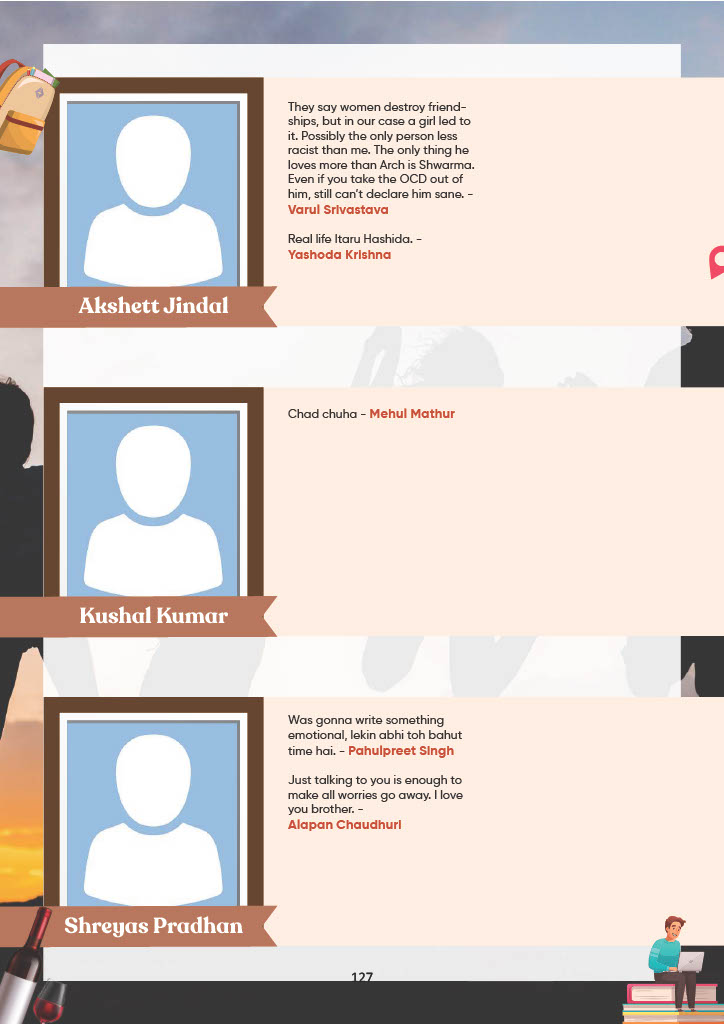 They say women destroy friend-
ships, but in our case a girl led to
it. Possibly the only person less
racist than me. The only thing he
loves more than Arch is Shwarma.
Even if you take the OCD out of
him, still can't declare him sane. -
Varul Srivastava
Real life Itaru Hashida. -
Yashoda Krishna
Akshett Jindal
Chad chuha - Mehul Mathur
Kushal Kumar
Was gonna write something
emotional, lekin abhi toh bahut
time hai. - Pahulpreet Singh
Just talking to you is enough to
make all worries go away. I love
you brother. -
Alapan Chaudhuri
Shreyas Pradhan
127